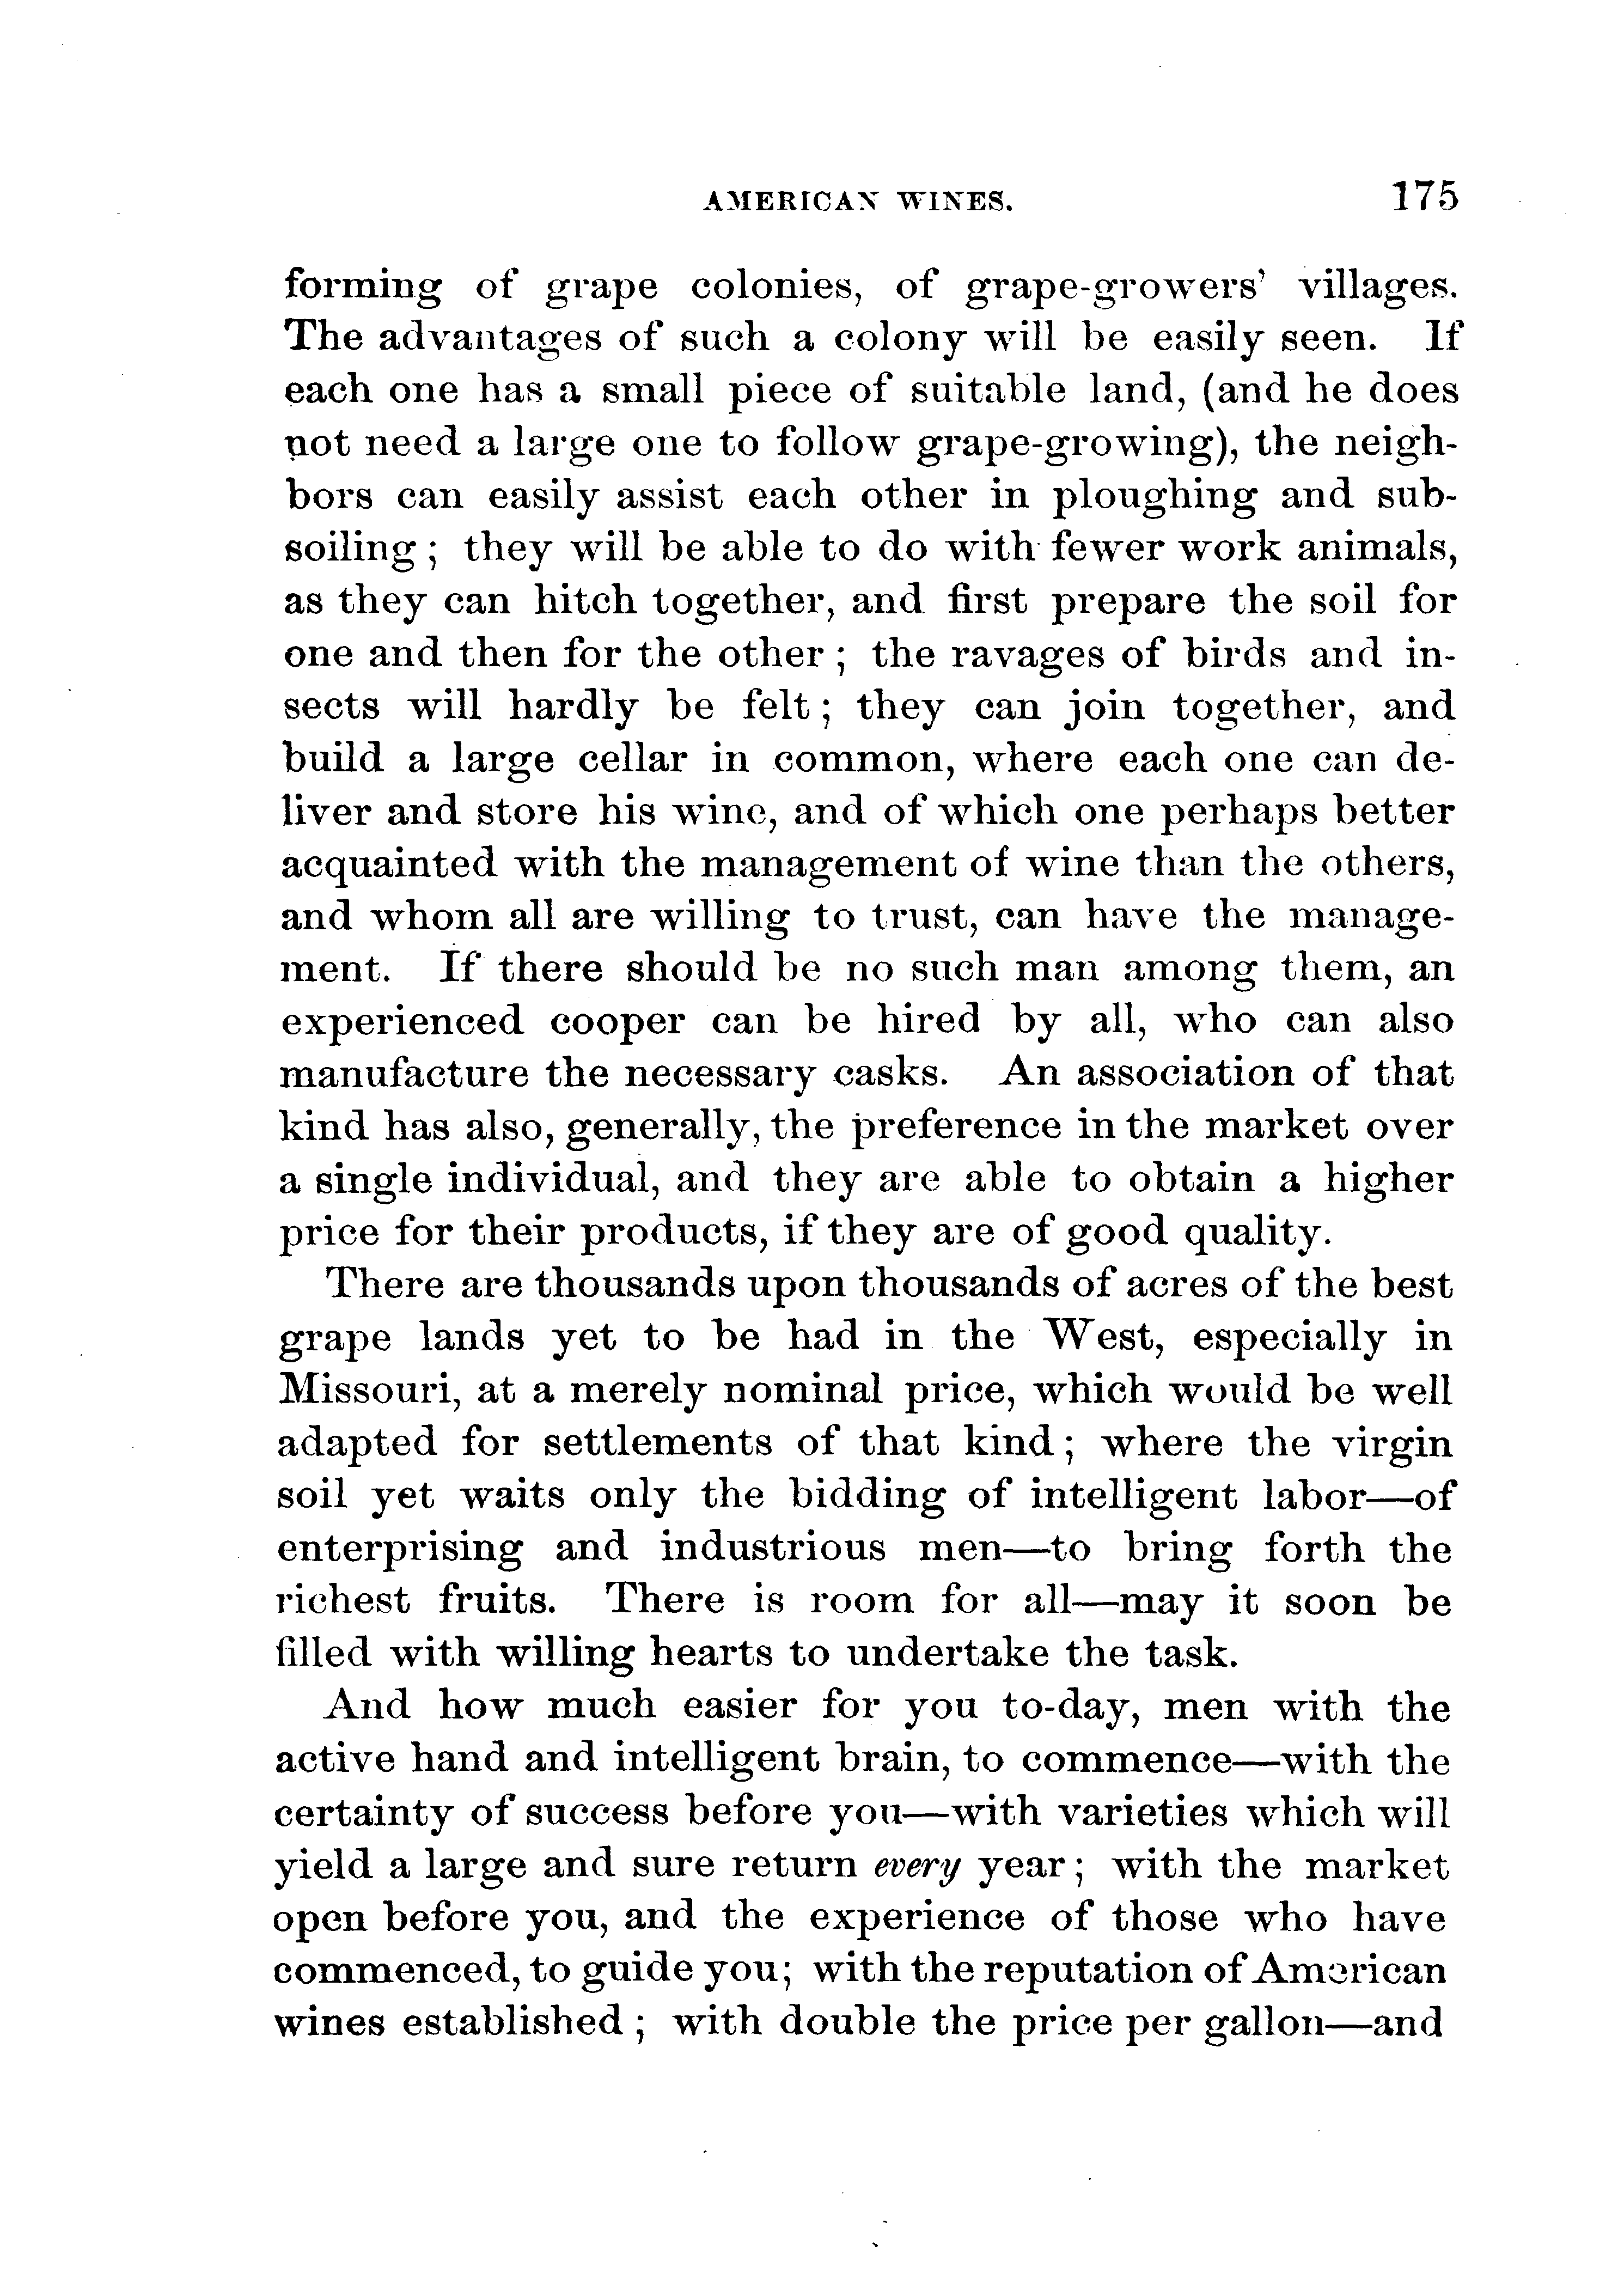 AMERICAN WINES. 175
forming of grape colonies, of grape-growers' villages.
The advantages of such a colony will be easily seen. If
each one has a small piece of suitable land, (and he does
not need a large one to follow grape-growing), the neigh-
bors can easily assist each other in ploughing and sub-
soiling; they will be able to do with fewer work animals,
as they can hitch together, and first prepare the soil for
one and then for the other; the ravages of birds and in-
sects will hardly be felt; they can join together, and
build a large cellar in common, where each one can de-
liver and store his wine, and of which one perhaps better
acquainted with the management of wine than the others,
and whom all are willing to trust, can have the manage-
ment. If there should be no such man among them, an
experienced cooper can be hired by all, who can also
manufacture the necessary casks. An association of that
kind has also, generally, the preference in the market over
a single individual, and they are able to obtain a higher
price for their products, if they are of good quality.
There are thousands upon thousands of acres of the best
grape lands yet to be had in the West, especially in
Missouri, at a merely nominal price, which would be well
adapted for settlements of that kind; where the virgin
soil yet waits only the bidding of intelligent labor—of
enterprising and industrious men—to bring forth the
richest fruits. There is room for all—may it soon be
filled with willing hearts to undertake the task.
And how much easier for you to-day, men with the
active hand and intelligent brain, to commence—with the
certainty of success before you—with varieties which will
yield a large and sure return every year; with the market
open before you, and the experience of those who have
commenced, to guide you; with the reputation of American
wines established; with double the price per gallon—and